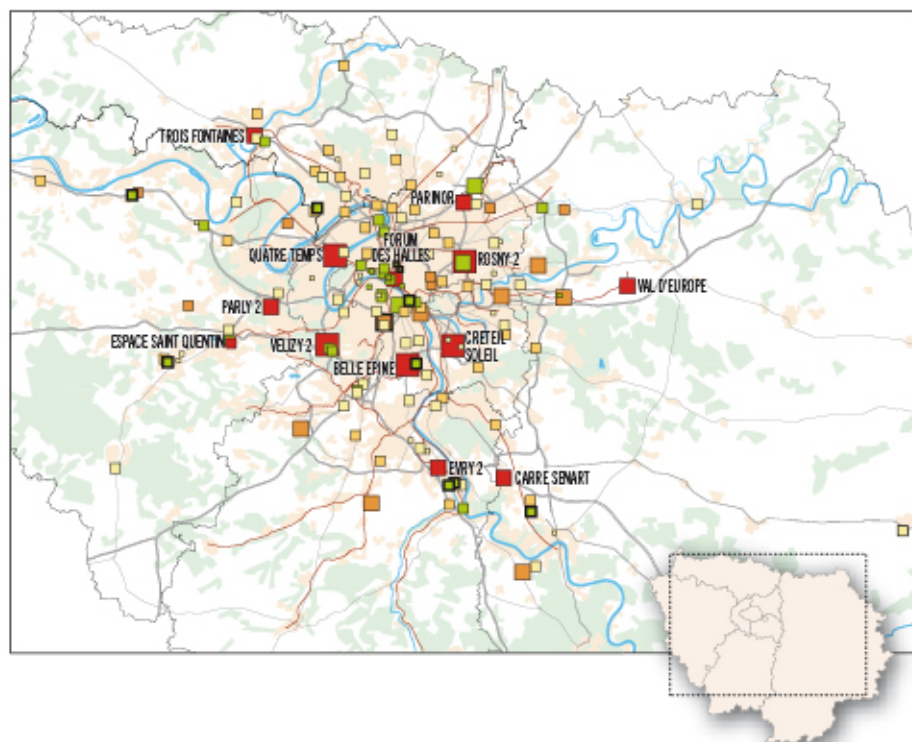 TROIS FONTAINES
PARINOR
FORUM
DES HALLES
QUATRE TEMPS
ROSNY 2
VAL D'EUROPE
PARLY 2
ESPACE SAINT QUENTIN
VELIZY 2
CRETEIL
SOLEIL
BELLE EPINE
EVRY 2
CARRE SENART